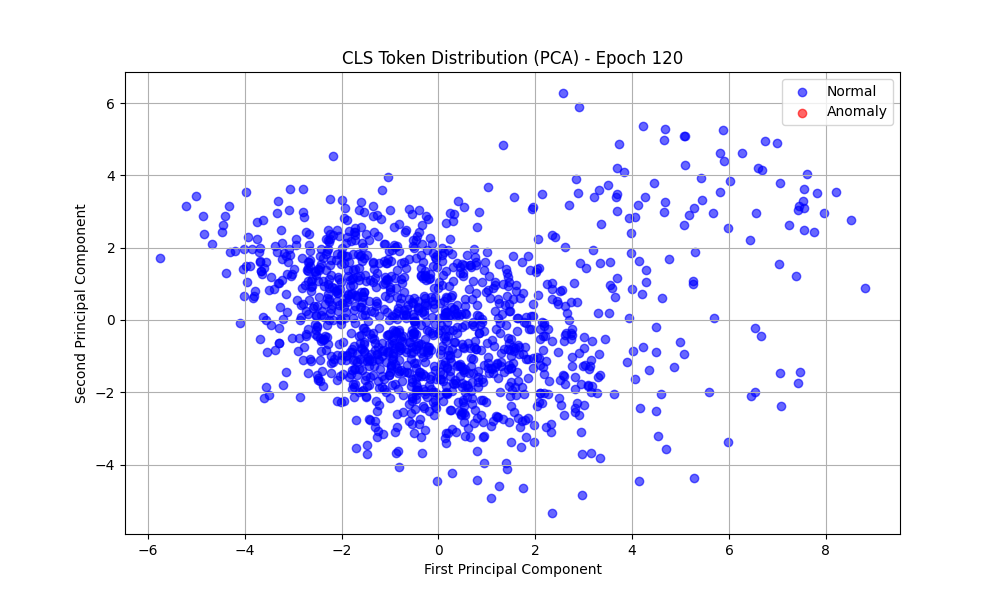 CLS Token Distribution (PCA) - Epoch 120
Normal
Anomaly
Second Principal Component
6
4
2
0
−2
−4
−6
−4
−2
0
2
4
6
8
First Principal Component